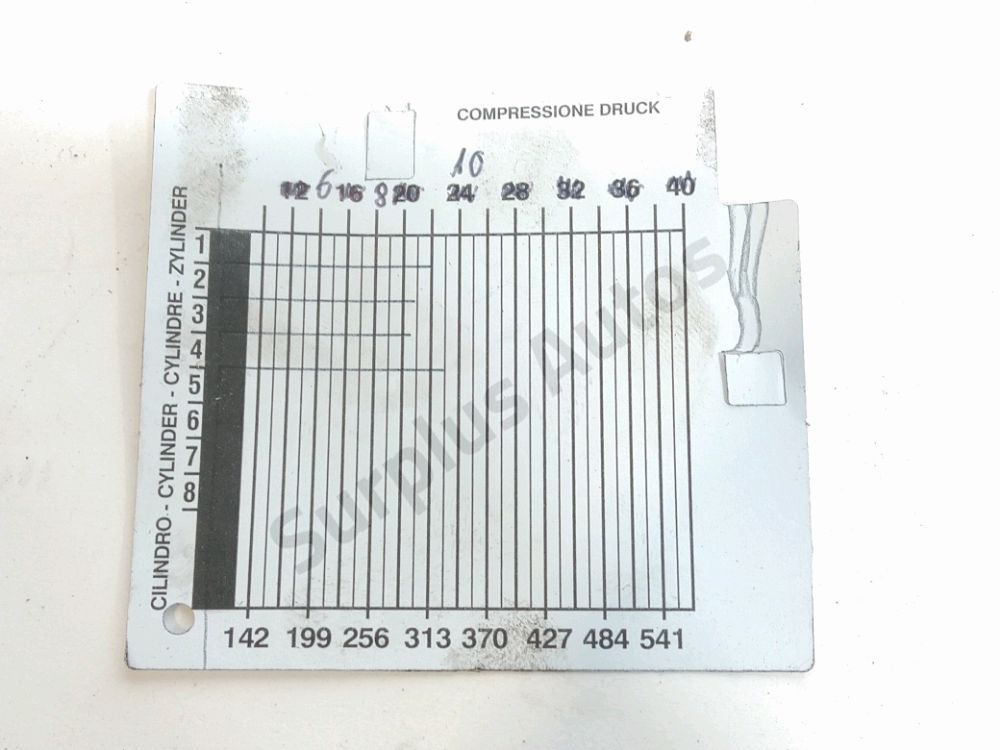 COMPRESSIONE DRUCK
10
12 6 16 8 20 24 28 32 36 40
CILINDRO - CYLINDER - CYLINDRE - ZYLINDER
1
2
3
4
5
6
7
8
142 199 256 313 370 427 484 541
Surplus Autos